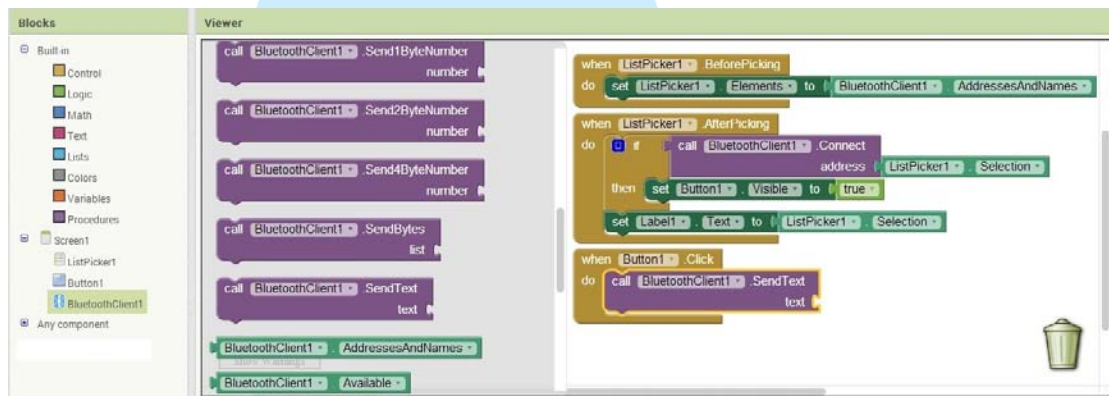 Blocks
Viewer
Built-in
Control
Logic
Math
Text
Lists
Colors
Variables
Procedures
Screen1
ListPicker1
Button1
BluetoothClient1
Any component
call BluetoothClient1 .Send1ByteNumber
number
call BluetoothClient1 .Send2ByteNumber
number
call BluetoothClient1 .Send4ByteNumber
number
call BluetoothClient1 .SendBytes
list
call BluetoothClient1 .SendText
text
BluetoothClient1 . AddressesAndNames
Show Warnings
BluetoothClient1 . Available
when ListPicker1 .BeforePicking
do set ListPicker1 . Elements to BluetoothClient1 . AddressesAndNames
when ListPicker1 .AfterPicking
do if call BluetoothClient1 .Connect
address ListPicker1 . Selection
then set Button1 . Visible to true
set Label1 . Text to ListPicker1 . Selection
when Button1 .Click
do call BluetoothClient1 .SendText
text